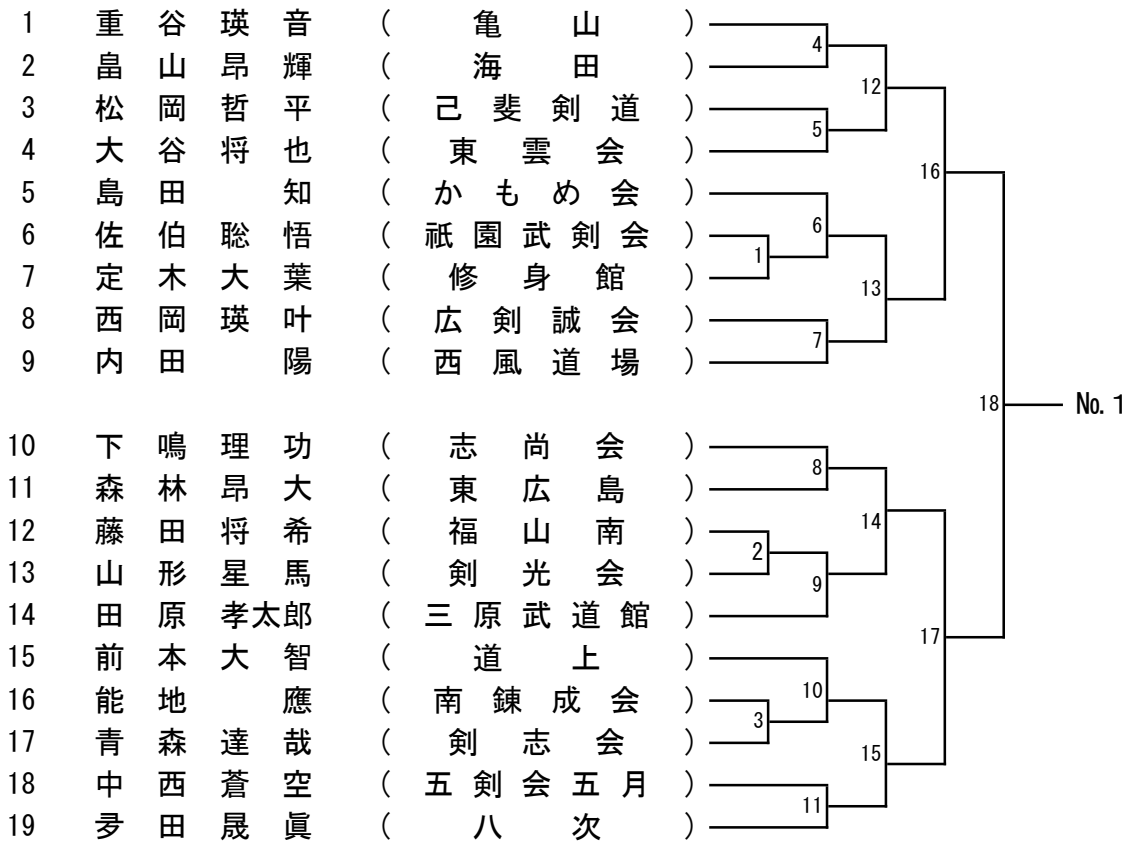 1 重谷瑛音 ( 亀山 )
2 畠山昂輝 ( 海田 )
3 松岡哲平 ( 己斐剣道 )
4 大谷将也 ( 東雲会 )
5 島田知 ( かもめ会 )
6 佐伯聡悟 ( 祇園武剣会 )
7 定木大葉 ( 修身館 )
8 西岡瑛叶 ( 広剣誠会 )
9 内田陽 ( 西風道場 )
10 下鳴理功 ( 志尚会 )
11 森林昂大 ( 東広島 )
12 藤田将希 ( 福山南 )
13 山形星馬 ( 剣光会 )
14 田原孝太郎 ( 三原武道館 )
15 前本大智 ( 道上 )
16 能地應 ( 南錬成会 )
17 青森達哉 ( 剣志会 )
18 中西蒼空 ( 五剣会五月 )
19 夛田晟眞 ( 八次 )
4
12
5
16
6
1
13
7
18
№1
8
14
2
9
17
10
3
15
11